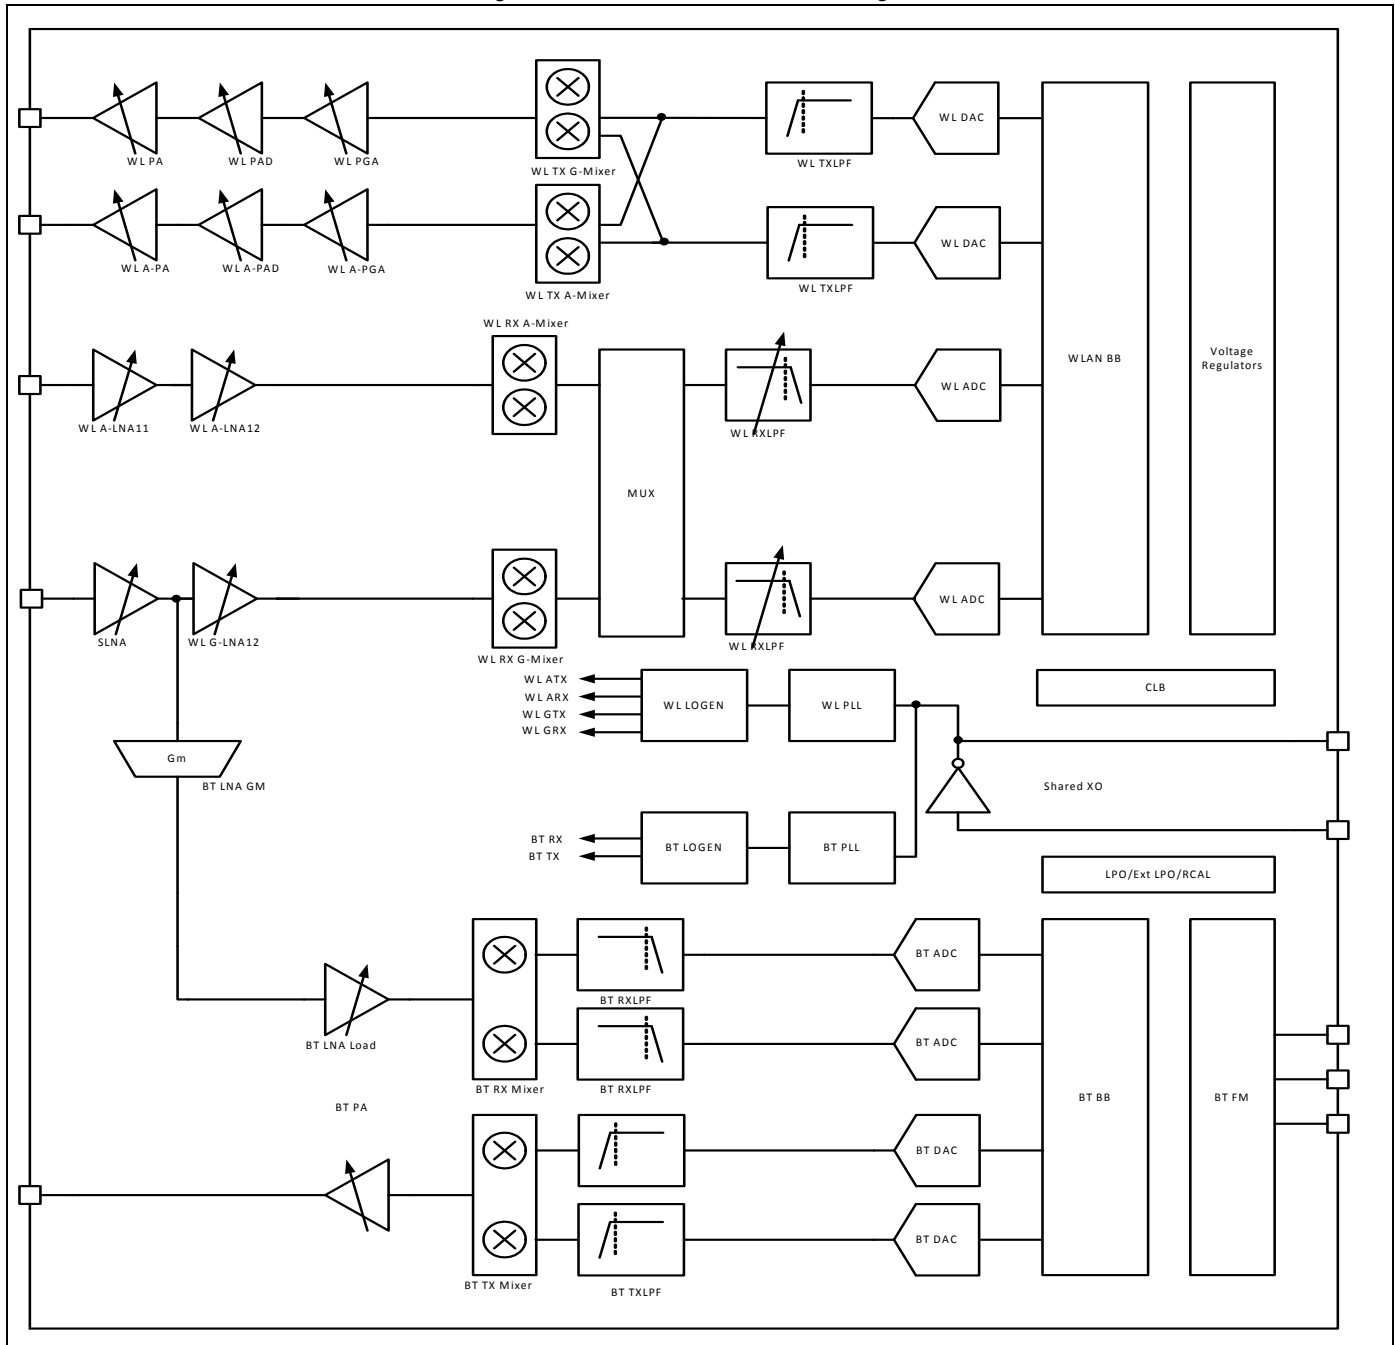 WL DAC
WL PA
WL PAD
WL PGA
WL TXLPF
WL TX G-Mixer
WL DAC
WL A-PA
WL A-PAD
WL A-PGA
WL TXLPF
WL TX A-Mixer
WL RX A-Mixer
WLAN BB
Voltage
Regulators
WL ADC
WL A-LNA11
WL A-LNA12
WL RXLPF
MUX
WL ADC
SLNA
WL G-LNA12
WL RXLPF
WL RX G-Mixer
WL ATX
WL ARX
WL GTX
WL GRX
WL LOGEN
WL PLL
CLB
Gm
BT LNA GM
Shared XO
BT RX
BT TX
BT LOGEN
BT PLL
LPO/Ext LPO/RCAL
BT ADC
BT RXLPF
BT LNA Load
BT ADC
BT RX Mixer
BT RXLPF
BT BB
BT FM
BT PA
BT DAC
BT DAC
BT TX Mixer
BT TXLPF